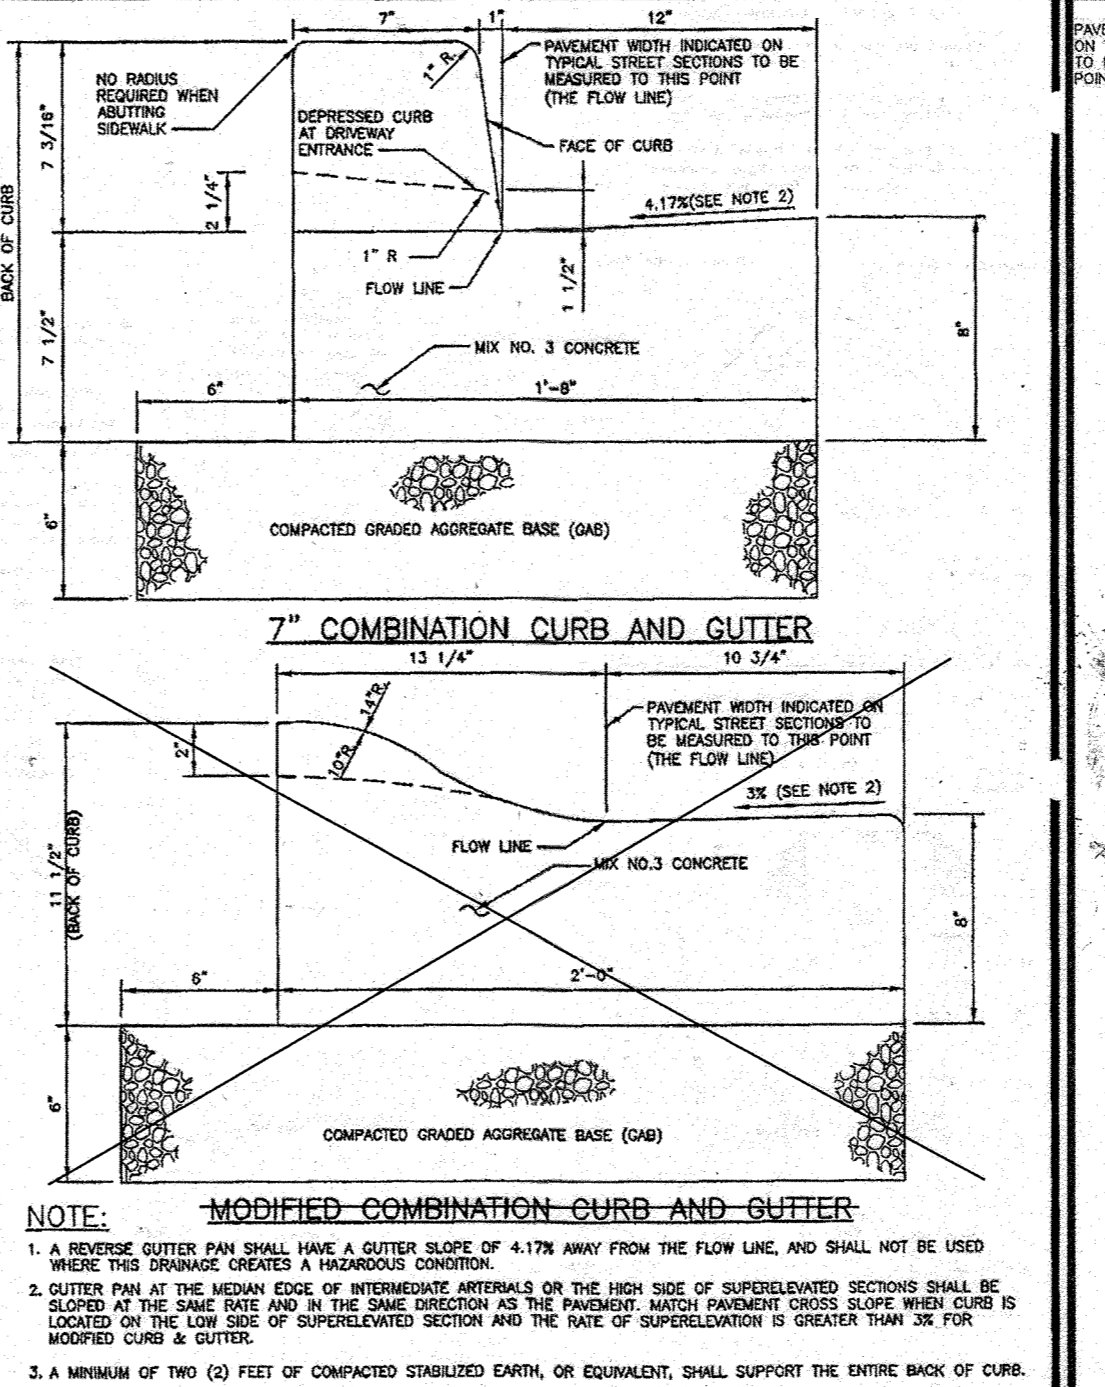 7" 1" 12"
PAVEMENT WIDTH INDICATED ON
TYPICAL STREET SECTIONS TO BE
MEASURED TO THIS POINT
(THE FLOW LINE)
NO RADIUS
REQUIRED WHEN
ABUTTING
SIDEWALK
1" R.
DEPRESSED CURB
AT DRIVEWAY
ENTRANCE
FACE OF CURB
7 3/16"
2 1/4"
4.17%(SEE NOTE 2)
BACK OF CURB
1" R
FLOW LINE
1 1/2"
7 1/2"
8"
MIX NO. 3 CONCRETE
6" 1'-8"
6"
COMPACTED GRADED AGGREGATE BASE (GAB)
7" COMBINATION CURB AND GUTTER
13 1/4" 10 3/4"
14"R.
10"R.
2"
PAVEMENT WIDTH INDICATED ON
TYPICAL STREET SECTIONS TO
BE MEASURED TO THIS POINT
(THE FLOW LINE)
3% (SEE NOTE 2)
FLOW LINE
MIX NO.3 CONCRETE
11 1/2"
(BACK OF CURB)
8"
6" 2'-0"
6"
COMPACTED GRADED AGGREGATE BASE (GAB)
MODIFIED COMBINATION CURB AND GUTTER
NOTE:
1. A REVERSE GUTTER PAN SHALL HAVE A GUTTER SLOPE OF 4.17% AWAY FROM THE FLOW LINE, AND SHALL NOT BE USED
WHERE THIS DRAINAGE CREATES A HAZARDOUS CONDITION.
2. GUTTER PAN AT THE MEDIAN EDGE OF INTERMEDIATE ARTERIALS OR THE HIGH SIDE OF SUPERELEVATED SECTIONS SHALL BE
SLOPED AT THE SAME RATE AND IN THE SAME DIRECTION AS THE PAVEMENT. MATCH PAVEMENT CROSS SLOPE WHEN CURB IS
LOCATED ON THE LOW SIDE OF SUPERELEVATED SECTION AND THE RATE OF SUPERELEVATION IS GREATER THAN 3% FOR
MODIFIED CURB & GUTTER.
3. A MINIMUM OF TWO (2) FEET OF COMPACTED STABILIZED EARTH, OR EQUIVALENT, SHALL SUPPORT THE ENTIRE BACK OF CURB.
ON